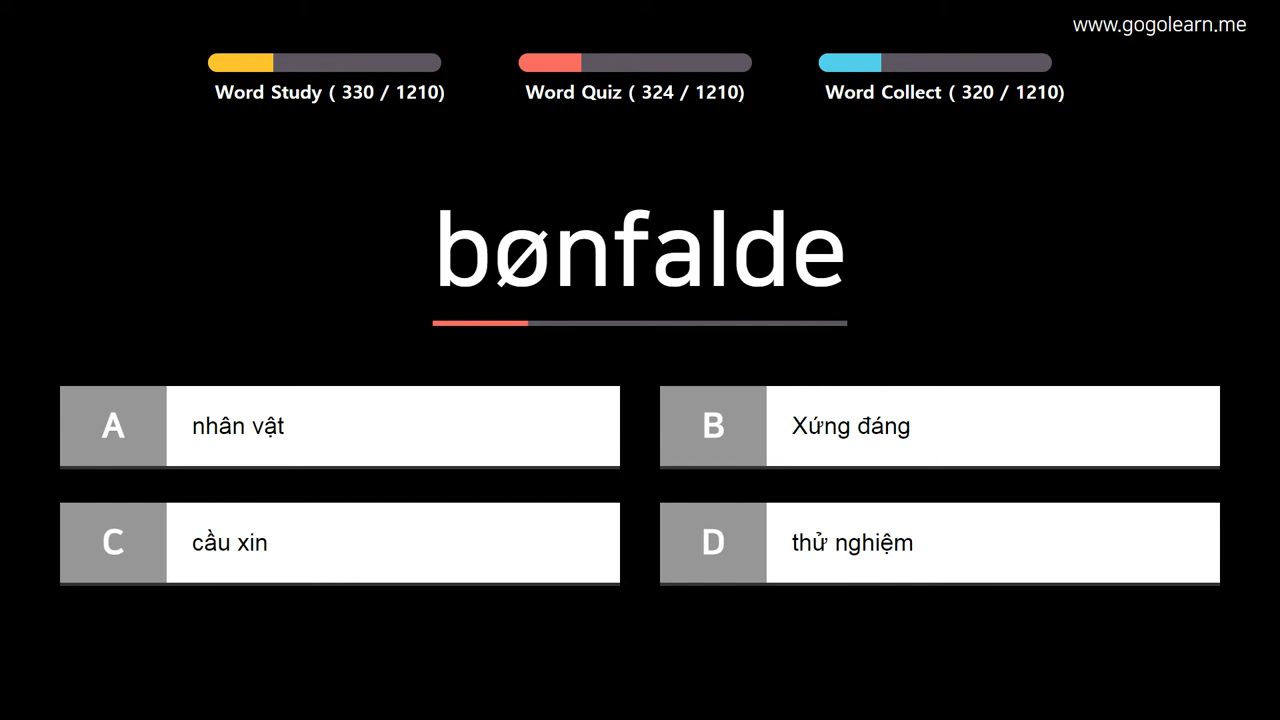 www.gogolearn.me
Word Study ( 330 / 1210)
Word Quiz ( 324 / 1210)
Word Collect ( 320 / 1210)
bønfalde
A nhân vật
B Xứng đáng
C cầu xin
D thử nghiệm